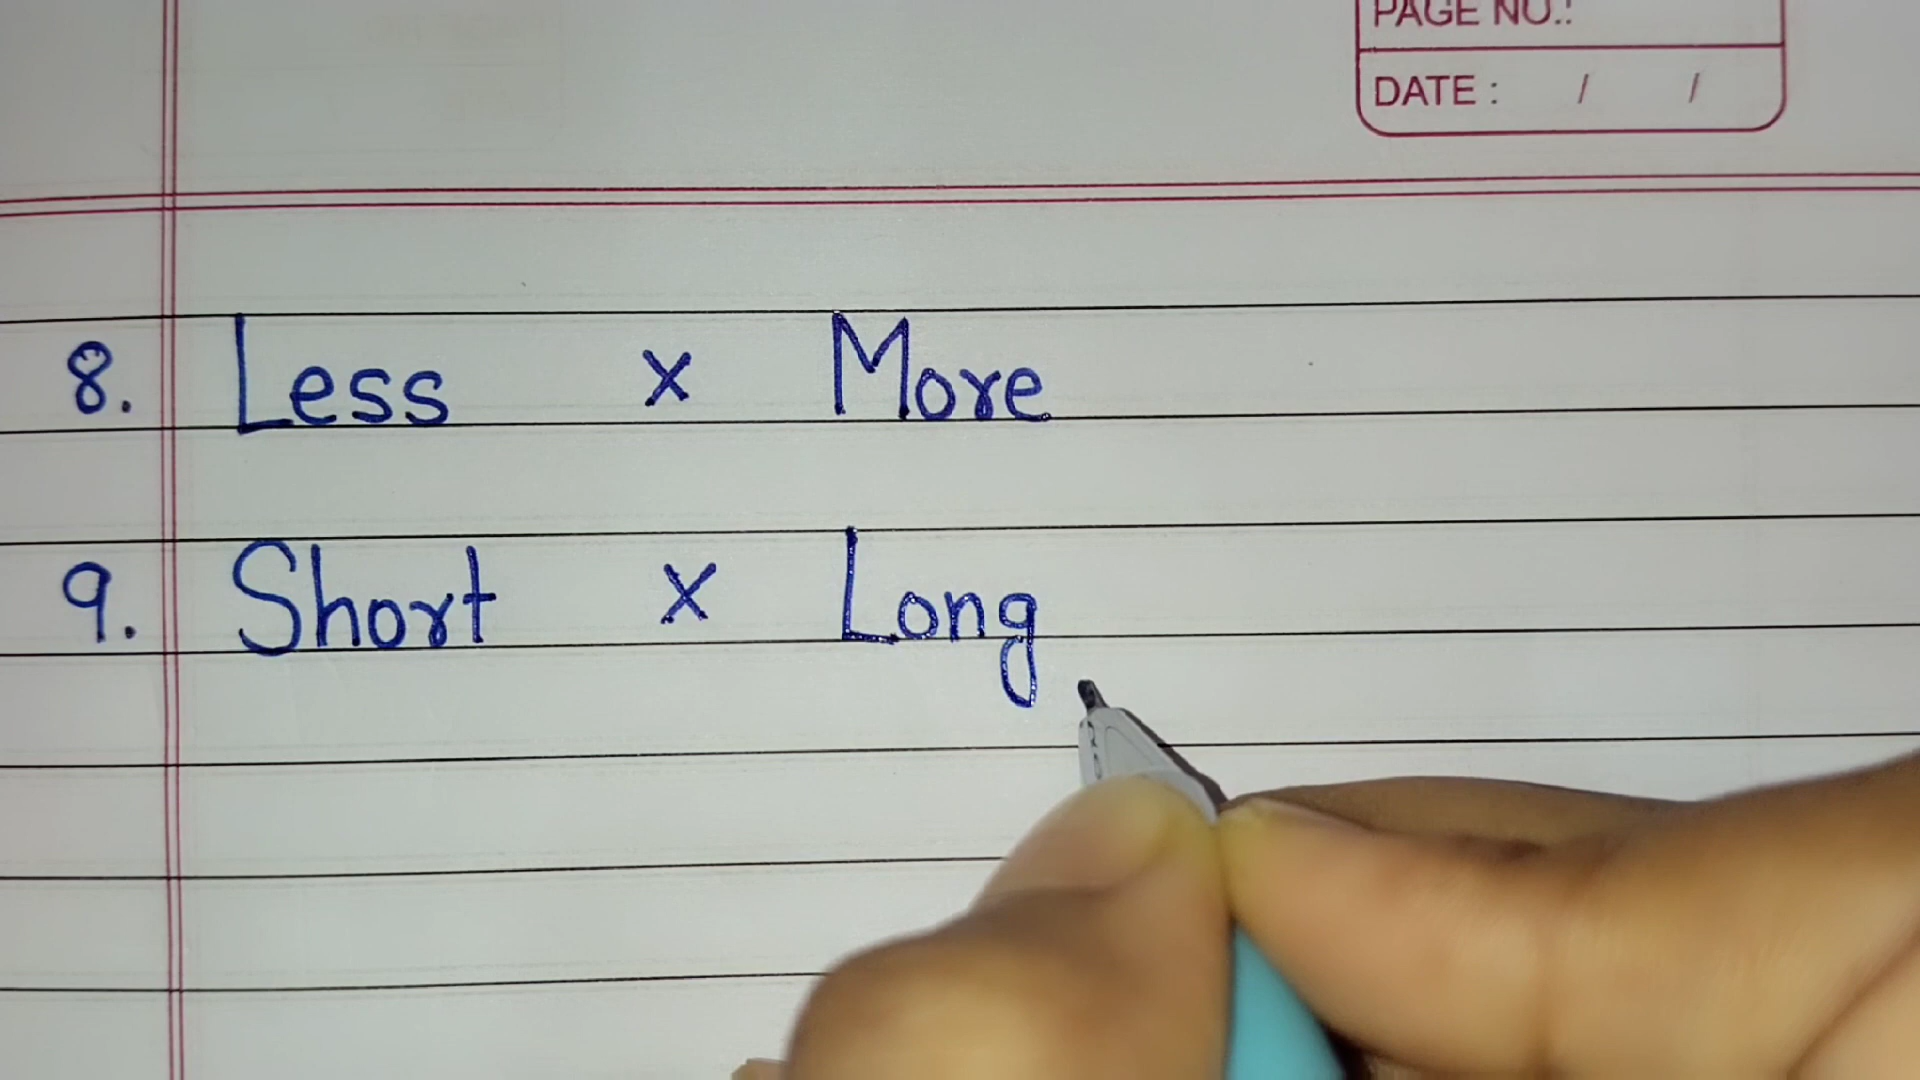 PAGE NO.:
DATE : / /
8. Less x More
9. Short x Long